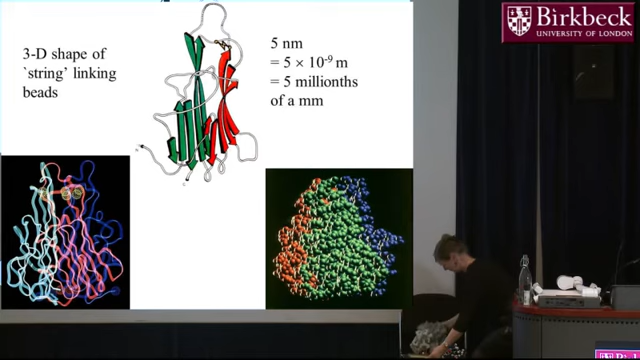 3-D shape of
`string' linking
beads
5 nm
= 5 × 10-9 m
= 5 millionths
of a mm
Birkbeck
UNIVERSITY OF LONDON